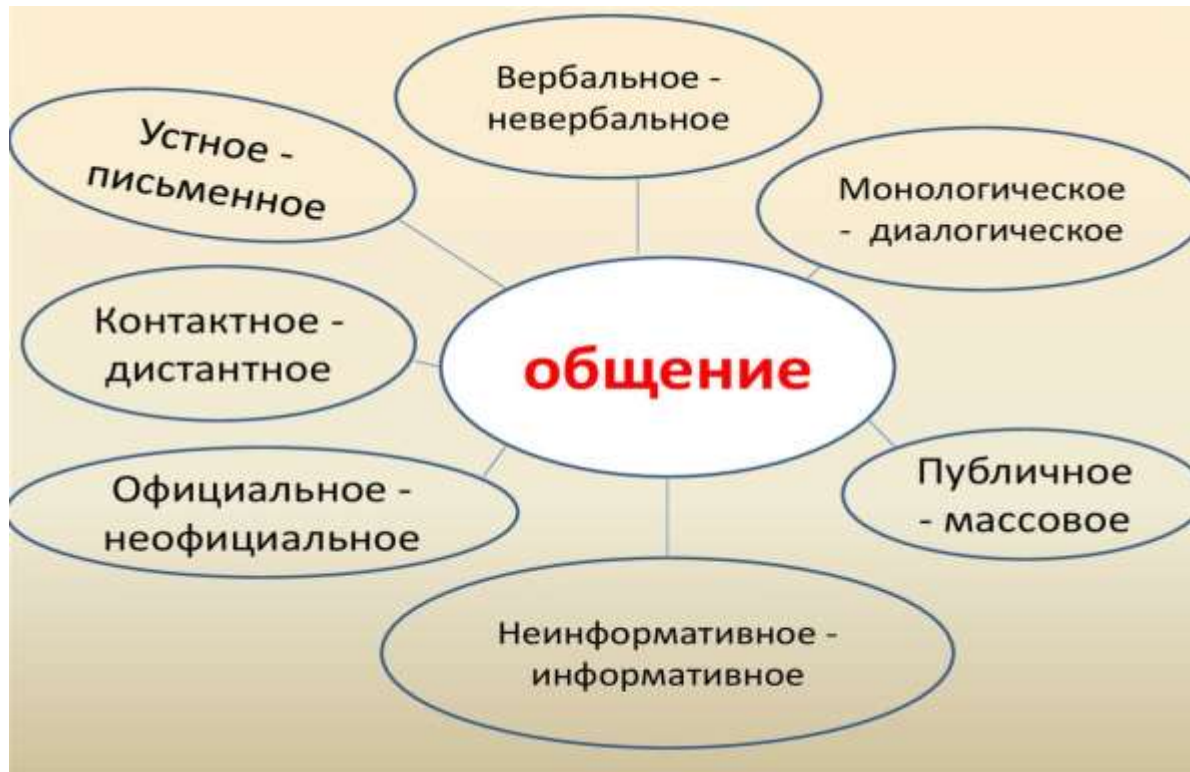 Вербальное -
невербальное
Устное -
письменное
Монологическое
- диалогическое
Контактное -
дистантное
общение
Официальное -
неофициальное
Публичное
- массовое
Неинформативное -
информативное